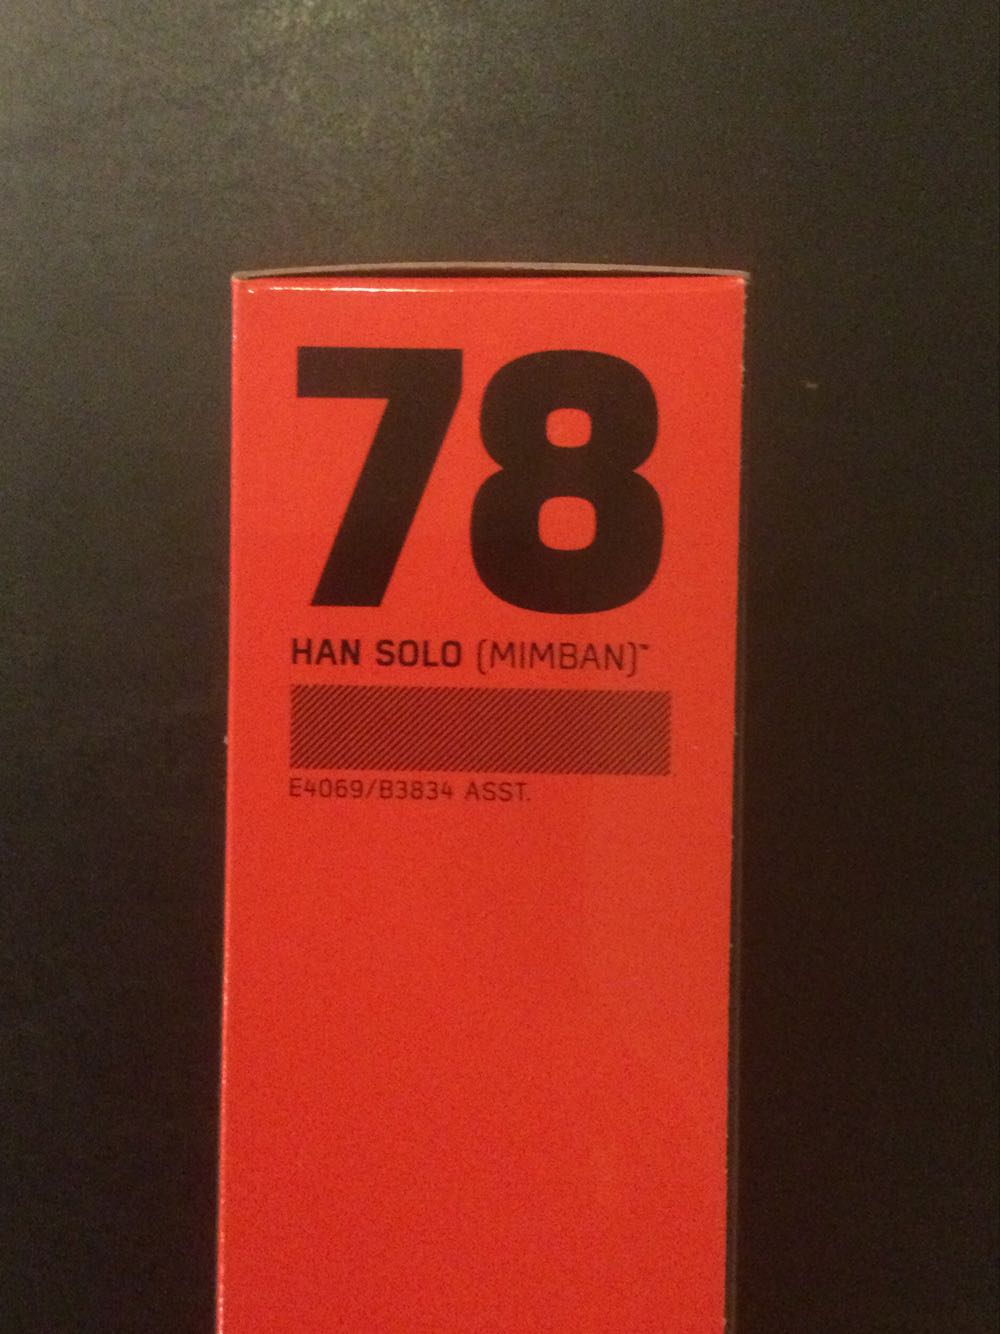 78
HAN SOLO (MIMBAN)™
E4069/B3834 ASST.